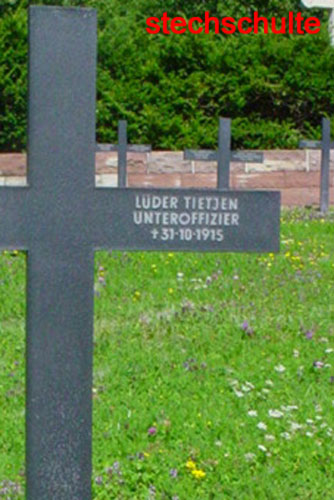 stechschulte
LÜDER TIETJEN
UNTEROFFIZIER
✝ 31·10·1915